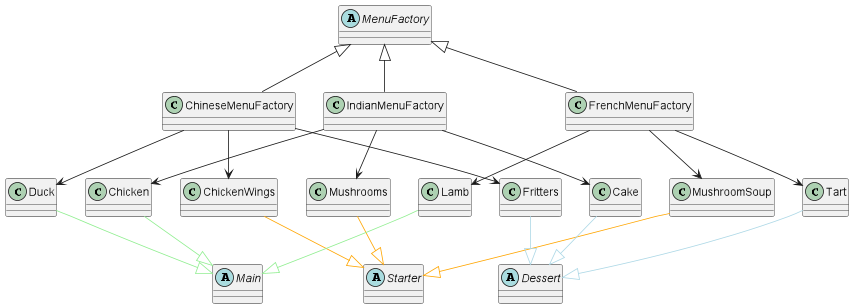 A MenuFactory
C ChineseMenuFactory
C IndianMenuFactory
C FrenchMenuFactory
C Duck
C Chicken
C ChickenWings
C Mushrooms
C Lamb
C Fritters
C Cake
C MushroomSoup
C Tart
A Main
A Starter
A Dessert